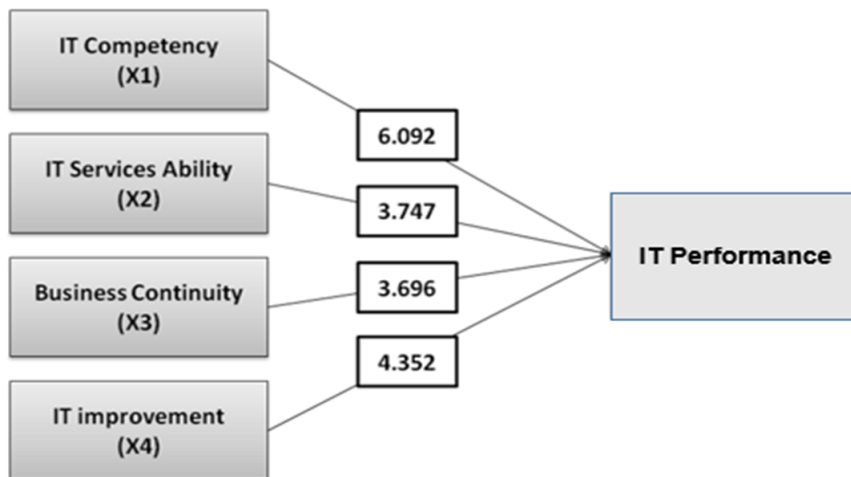 IT Competency
(X1)
6.092
IT Services Ability
(X2)
3.747
IT Performance
Business Continuity
(X3)
3.696
4.352
IT improvement
(X4)